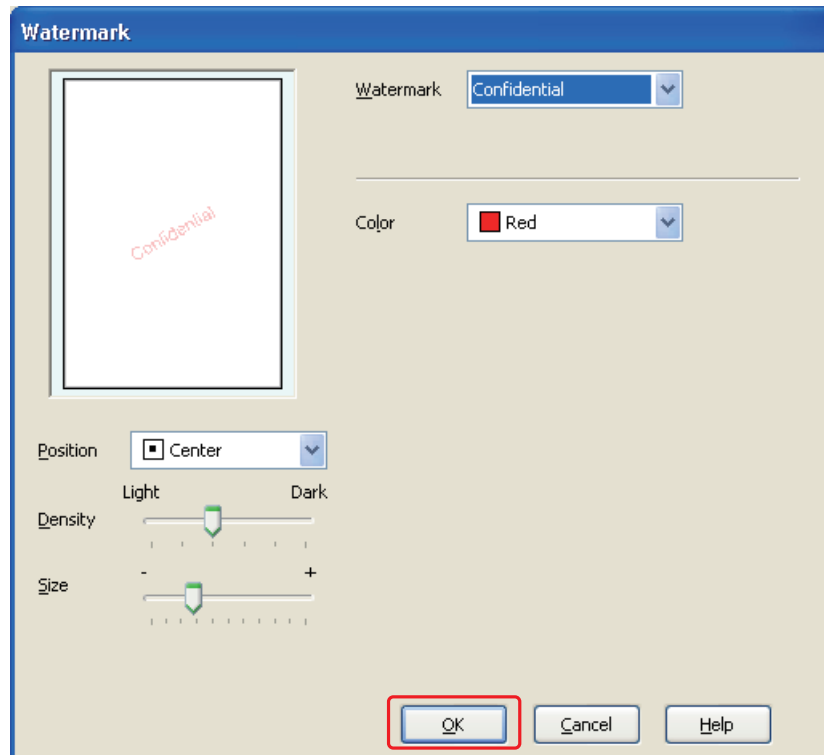 Watermark
Confidential
Watermark Confidential
Color Red
Position Center
Light Dark
Density
- +
Size
OK Cancel Help